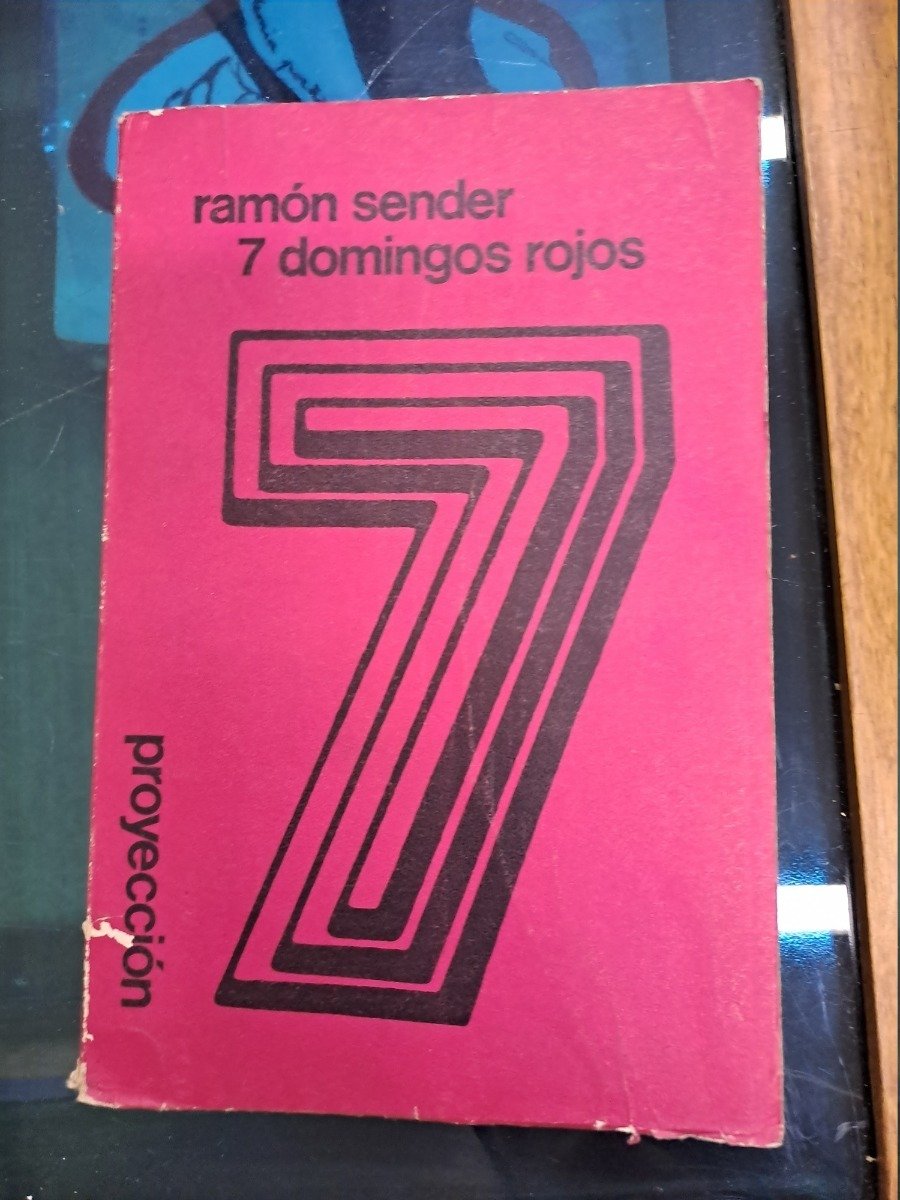 ramón sender
7 domingos rojos
7
proyección